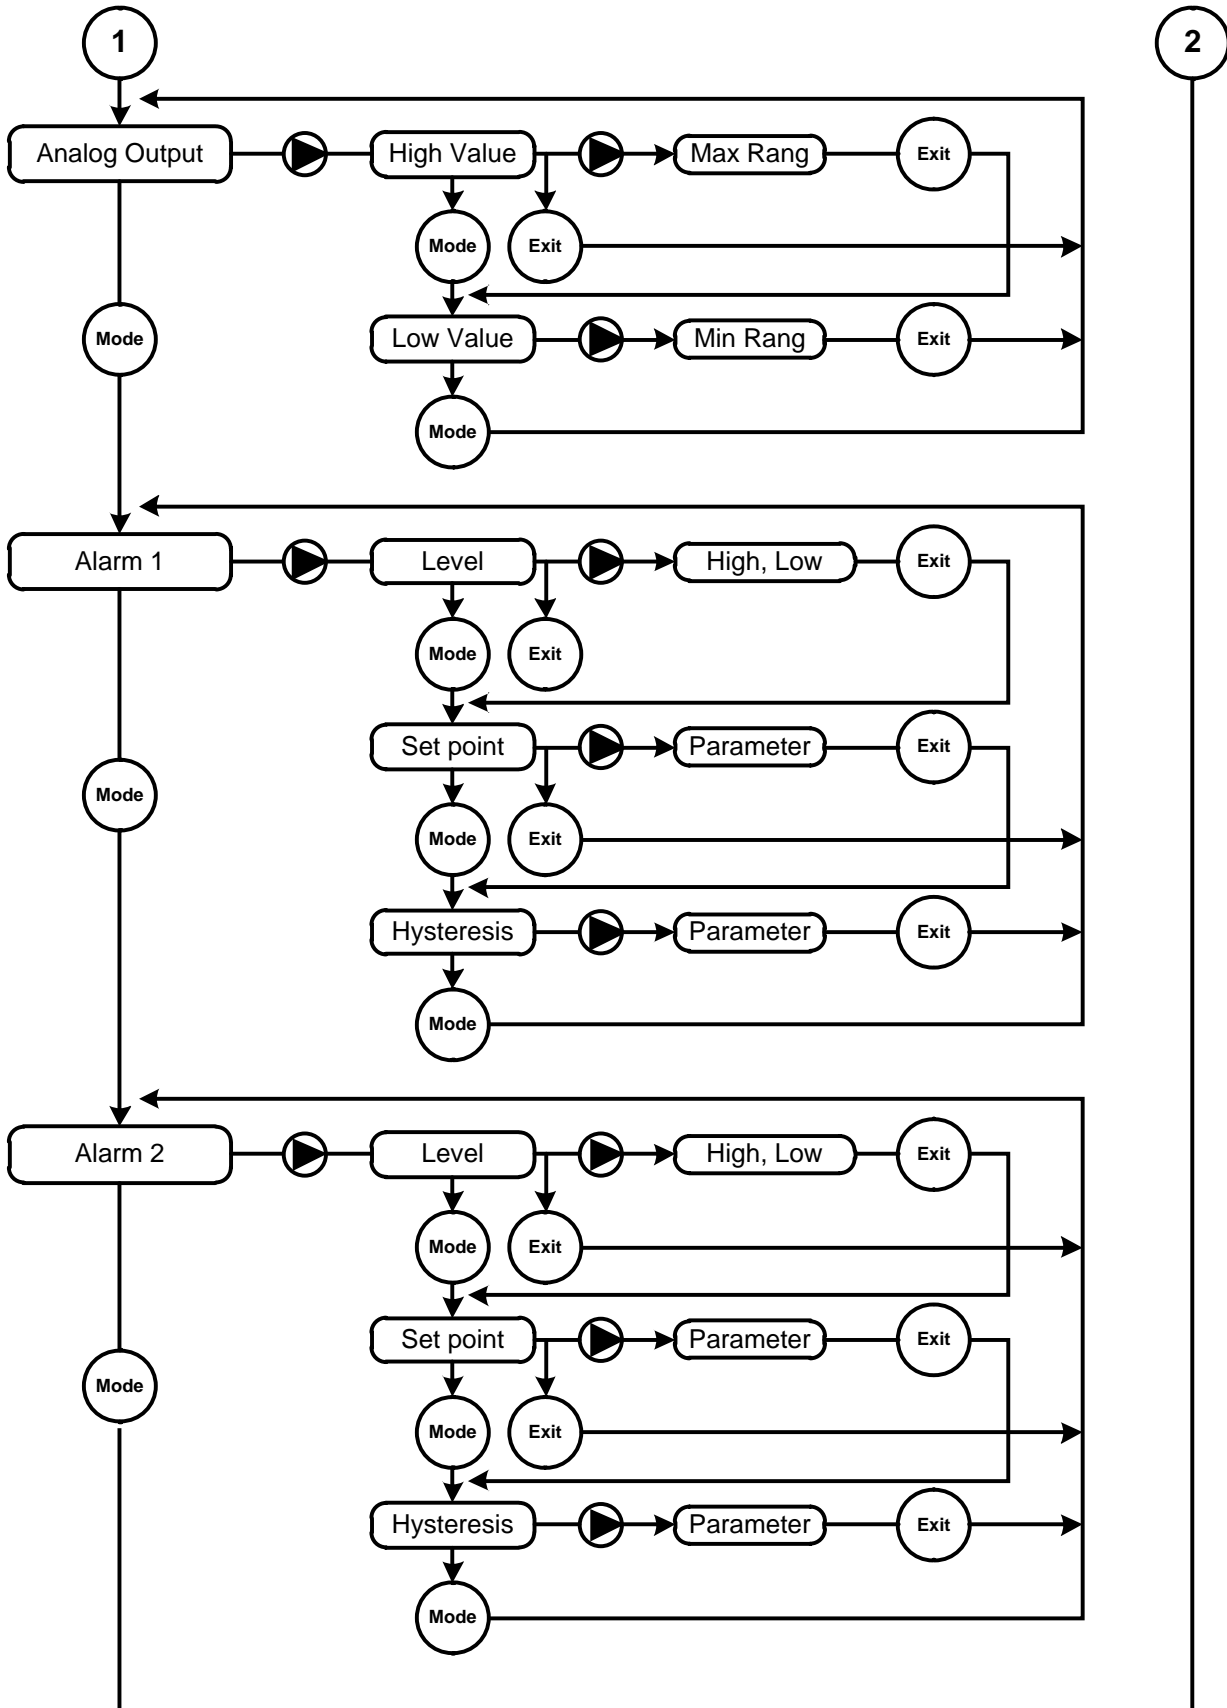 1
2
Analog Output
High Value
Max Rang
Exit
Mode
Exit
Mode
Low Value
Min Rang
Exit
Mode
Alarm 1
Level
High, Low
Exit
Mode
Exit
Set point
Parameter
Exit
Mode
Mode
Exit
Hysteresis
Parameter
Exit
Mode
Alarm 2
Level
High, Low
Exit
Mode
Exit
Set point
Parameter
Exit
Mode
Mode
Exit
Hysteresis
Parameter
Exit
Mode